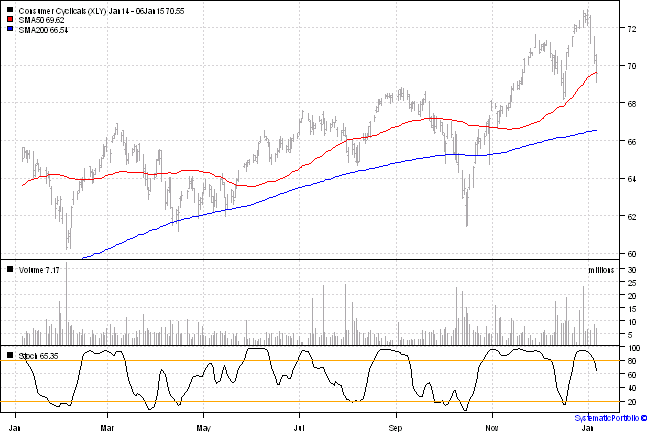 Consumer Cyclicals (XLY) Jan14 - 06Jan15 70.55
SMA50 69.62
SMA200 66.54
72
70
68
66
64
62
60
Volume 7.17
millions
30
25
20
15
10
5
Stoch 65.35
100
80
60
40
20
Jan Mar May Jul Sep Nov Jan
SystematicPortfolio ©